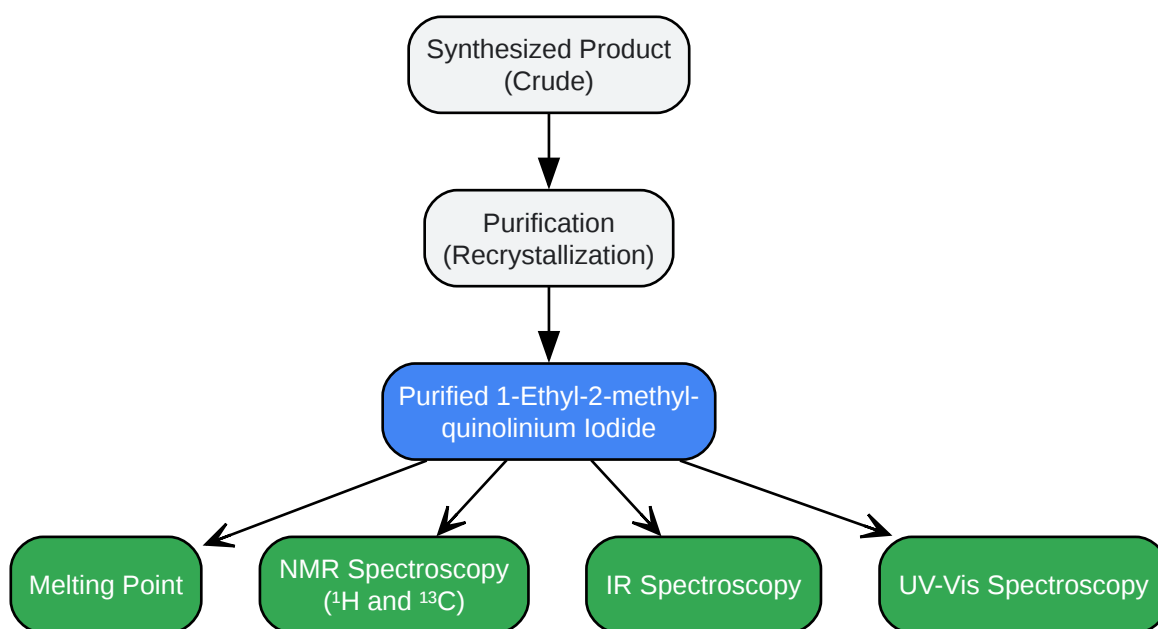 Synthesized Product
(Crude)
Purification
(Recrystallization)
Purified 1-Ethyl-2-methyl-
quinolinium Iodide
Melting Point
NMR Spectroscopy
(¹H and ¹³C)
IR Spectroscopy
UV-Vis Spectroscopy